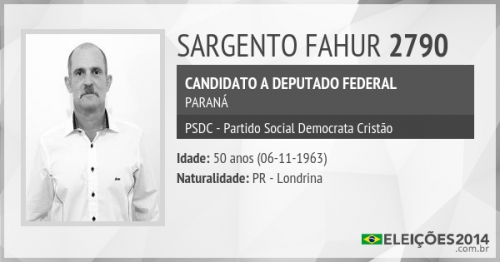 SARGENTO FAHUR 2790
CANDIDATO A DEPUTADO FEDERAL
PARANÁ
PSDC - Partido Social Democrata Cristão
Idade: 50 anos (06-11-1963)
Naturalidade: PR - Londrina
ELEIÇÕES2014
.com.br